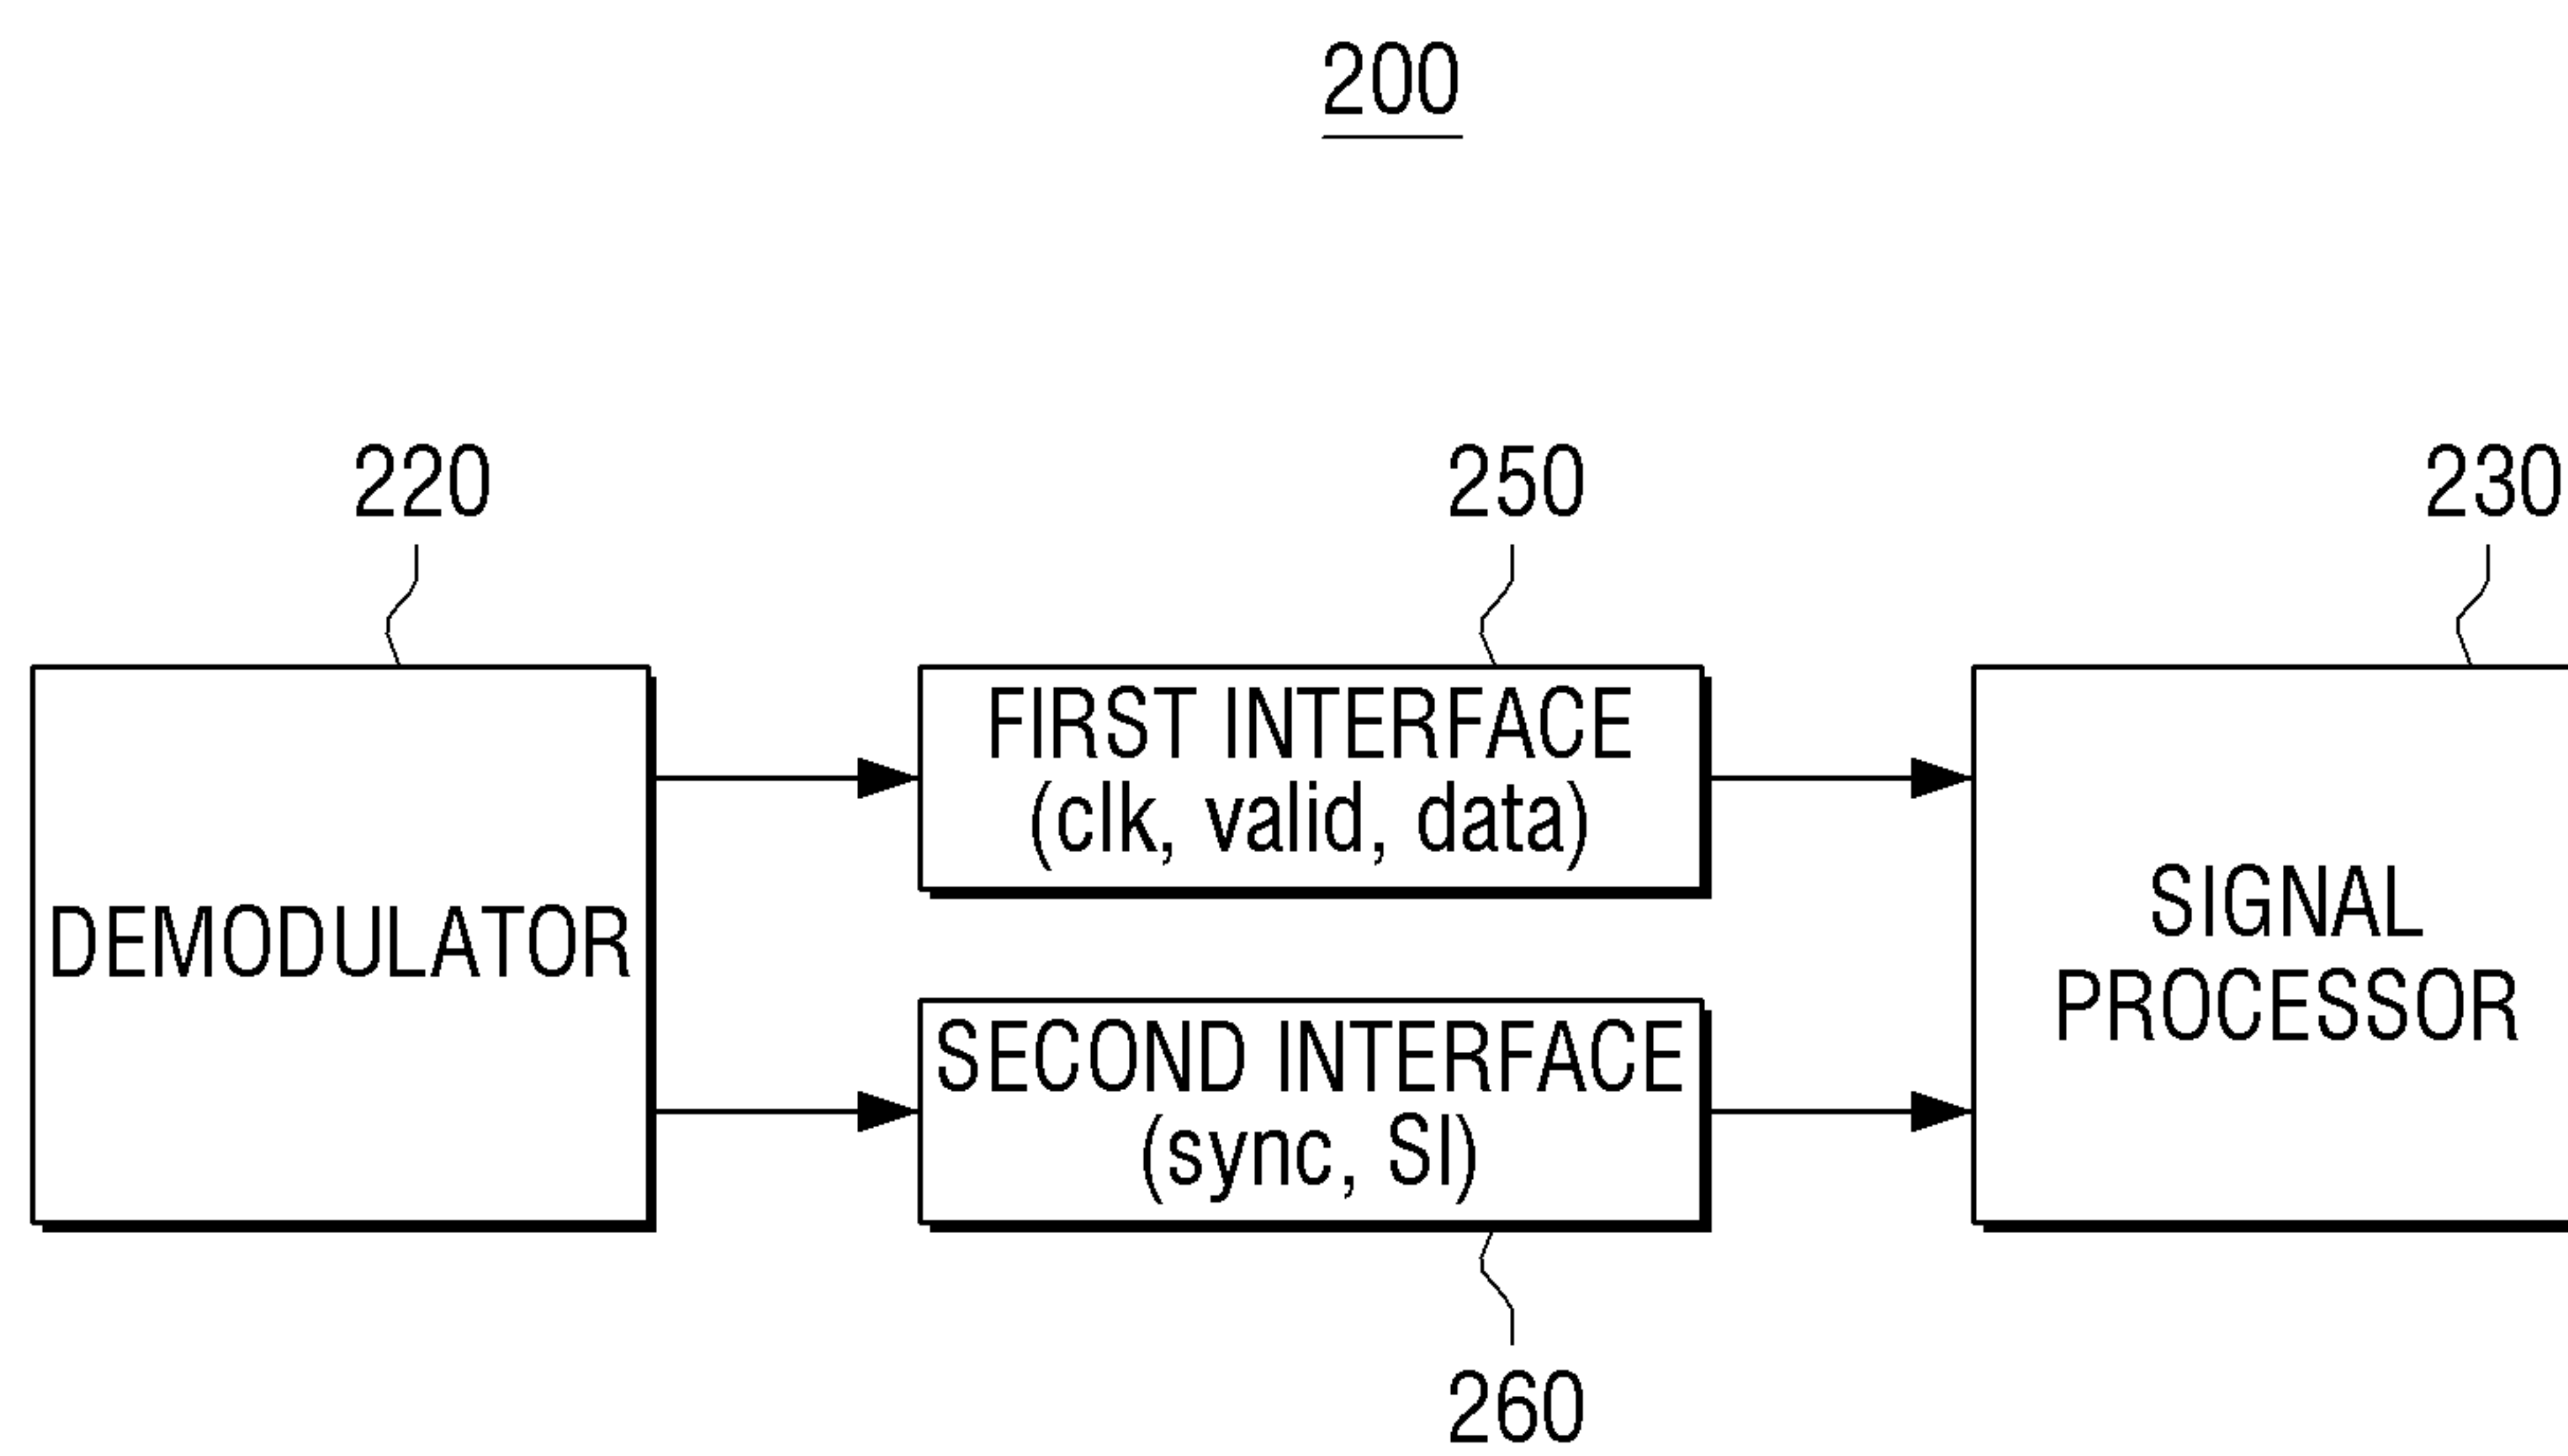 200
220
250
230
DEMODULATOR
FIRST INTERFACE
(clk, valid, data)
SECOND INTERFACE
(sync, SI)
SIGNAL
PROCESSOR
260